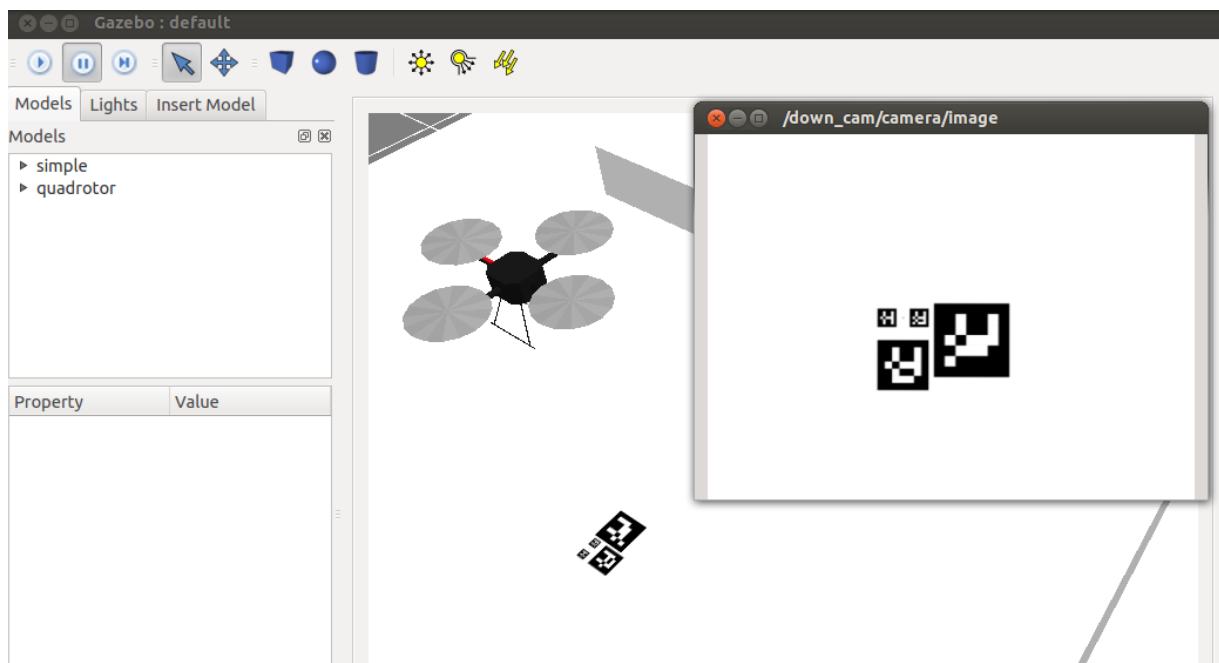 Gazebo : default
Models Lights Insert Model
Models
simple
quadrotor
Property Value
/down_cam/camera/image